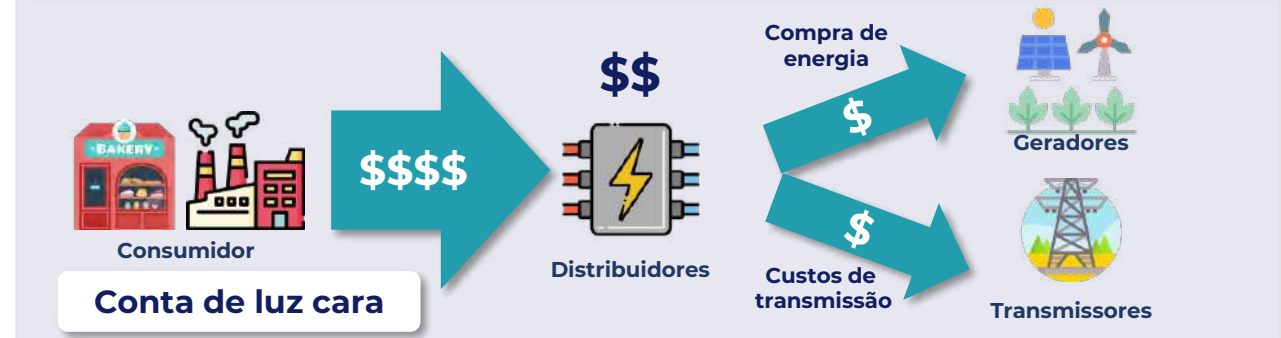 -BAKERY-
Consumidor
Conta de luz cara
$$$$
$$
Distribuidores
Compra de
energia
$
$
Custos de
transmissão
Geradores
Transmissores